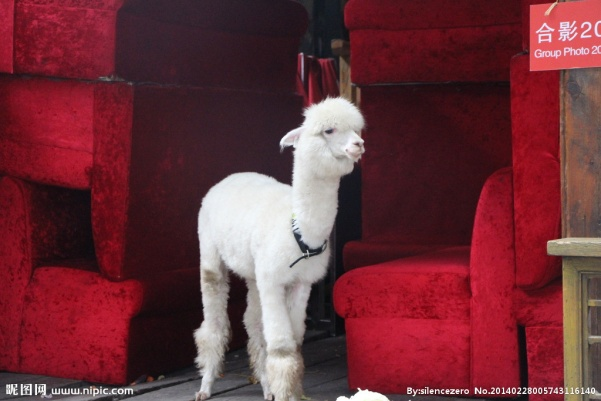 合影20
Group Photo 20
昵图网 www.nipic.com
By:silencezero No.20140228005743116140